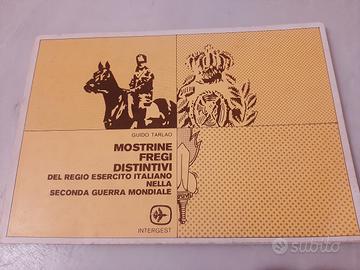 GUIDO TARLAO
MOSTRINE
FREGI
DISTINTIVI
DEL REGIO ESERCITO ITALIANO
NELLA
SECONDA GUERRA MONDIALE
INTERGEST
subito